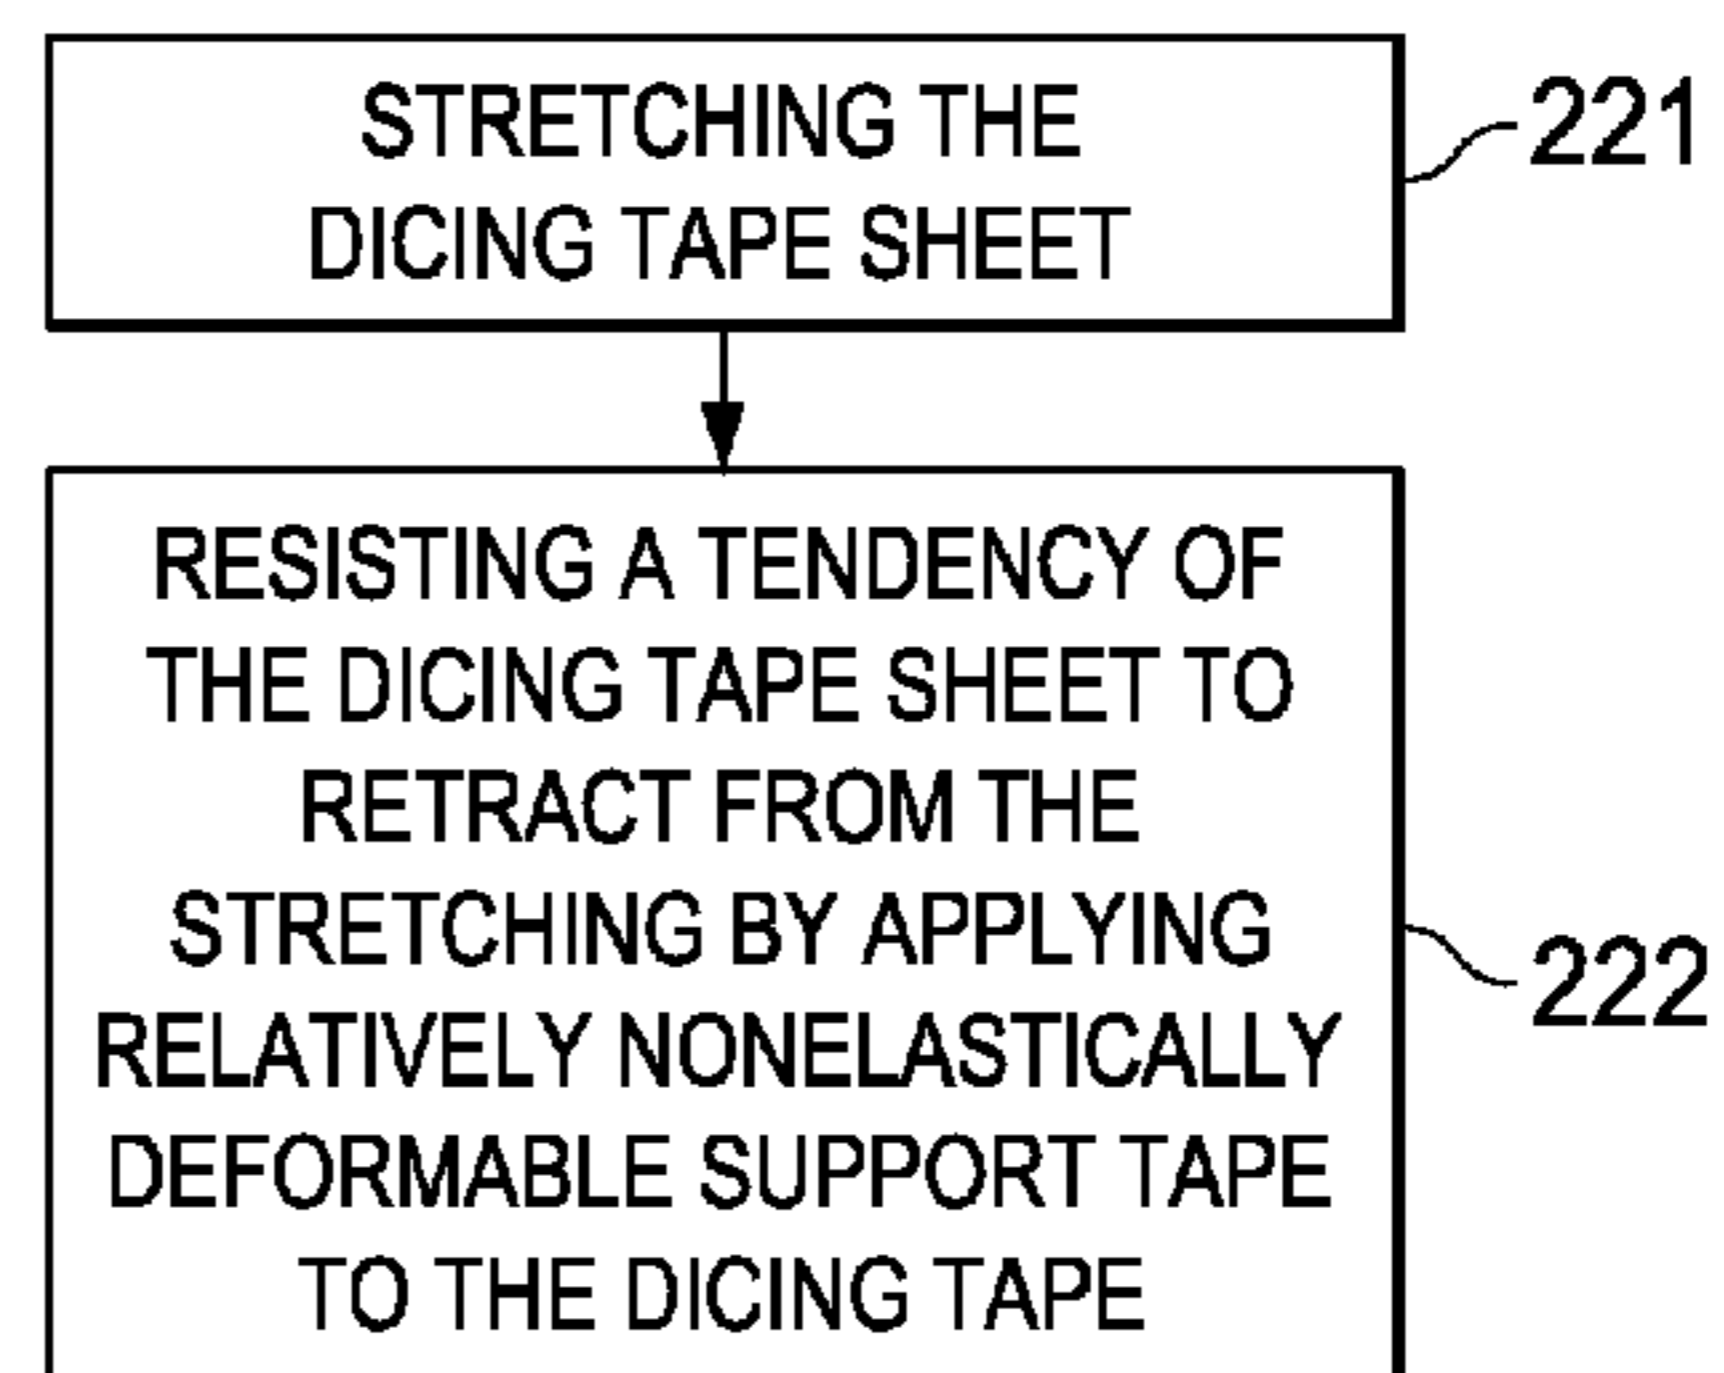 STRETCHING THE
DICING TAPE SHEET
221
RESISTING A TENDENCY OF
THE DICING TAPE SHEET TO
RETRACT FROM THE
STRETCHING BY APPLYING
RELATIVELY NONELASTICALLY
DEFORMABLE SUPPORT TAPE
TO THE DICING TAPE
222